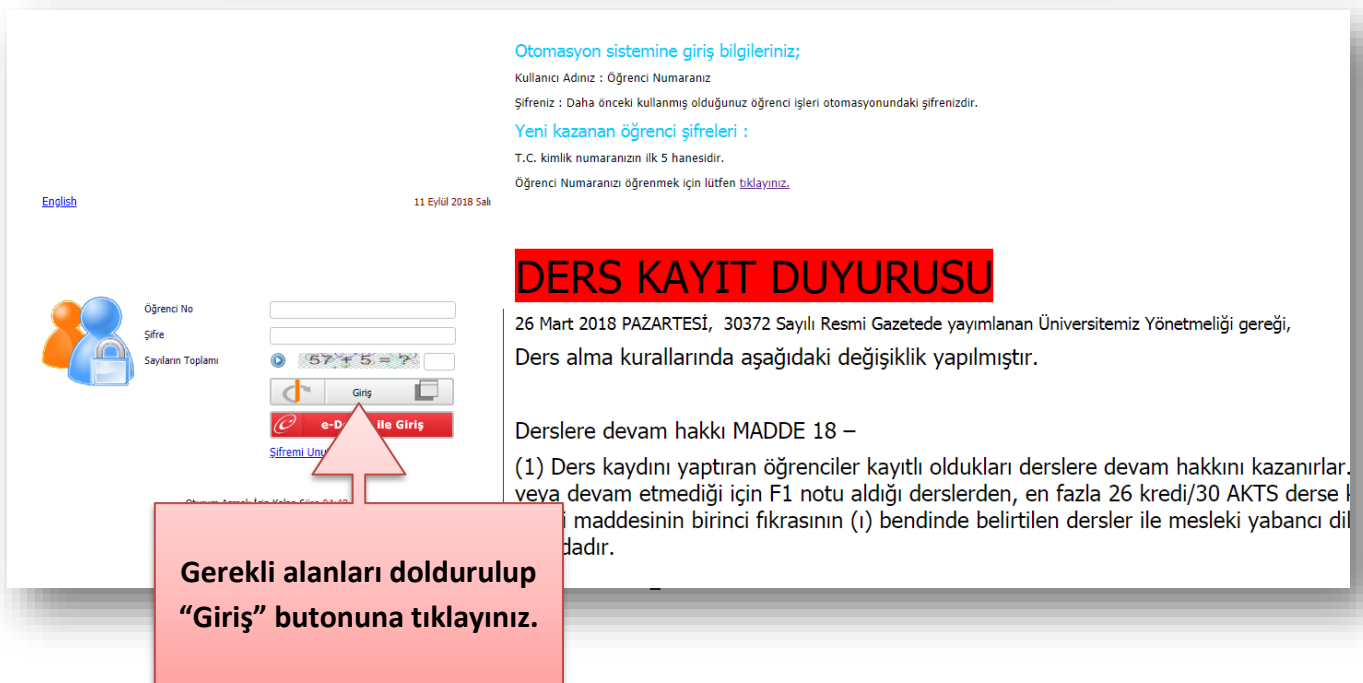 Otomasyon sistemine giriş bilgileriniz;
Kullanıcı Adınız : Öğrenci Numaranız
Şifreniz : Daha önceki kullanmış olduğunuz öğrenci işleri otomasyonundaki şifrenizdir.
Yeni kazanan öğrenci şifreleri :
T.C. kimlik numaranızın ilk 5 hanesidir.
Öğrenci Numaranızı öğrenmek için lütfen tıklayınız.
English
11 Eylül 2018 Salı
Öğrenci No
Şifre
Sayıların Toplamı
57 + 5 = ?
Giriş
ile Giriş
Şifremi
DERS KAYIT DUYURUSU
26 Mart 2018 PAZARTESİ, 30372 Sayılı Resmi Gazetede yayımlanan Üniversitemiz Yönetmeliği gereği,
Ders alma kurallarında aşağıdaki değişiklik yapılmıştır.
Derslere devam hakkı MADDE 18 –
(1) Ders kaydını yaptıran öğrenciler kayıtlı oldukları derslere devam hakkını kazanırlar.
veya devam etmediği için F1 notu aldığı derslerden, en fazla 26 kredi/30 AKTS derse
maddesinin birinci fıkrasının (ı) bendinde belirtilen dersler ile mesleki yabancı dil
Gerekli alanları doldurulup
“Giriş” butonuna tıklayınız.